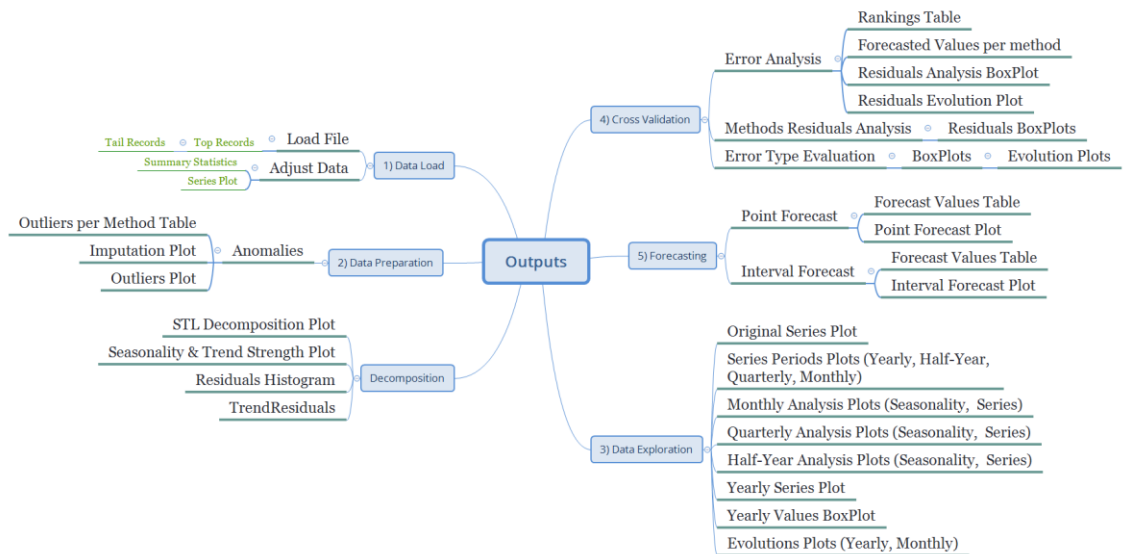 Outputs
1) Data Load
Load File
Top Records
Tail Records
Adjust Data
Summary Statistics
Series Plot
2) Data Preparation
Anomalies
Outliers per Method Table
Imputation Plot
Outliers Plot
Decomposition
STL Decomposition Plot
Seasonality & Trend Strength Plot
Residuals Histogram
TrendResiduals
4) Cross Validation
Error Analysis
Rankings Table
Forecasted Values per method
Residuals Analysis BoxPlot
Residuals Evolution Plot
Methods Residuals Analysis
Residuals BoxPlots
Error Type Evaluation
BoxPlots
Evolution Plots
5) Forecasting
Point Forecast
Forecast Values Table
Point Forecast Plot
Interval Forecast
Forecast Values Table
Interval Forecast Plot
3) Data Exploration
Original Series Plot
Series Periods Plots (Yearly, Half-Year,
Quarterly, Monthly)
Monthly Analysis Plots (Seasonality, Series)
Quarterly Analysis Plots (Seasonality, Series)
Half-Year Analysis Plots (Seasonality, Series)
Yearly Series Plot
Yearly Values BoxPlot
Evolutions Plots (Yearly, Monthly)